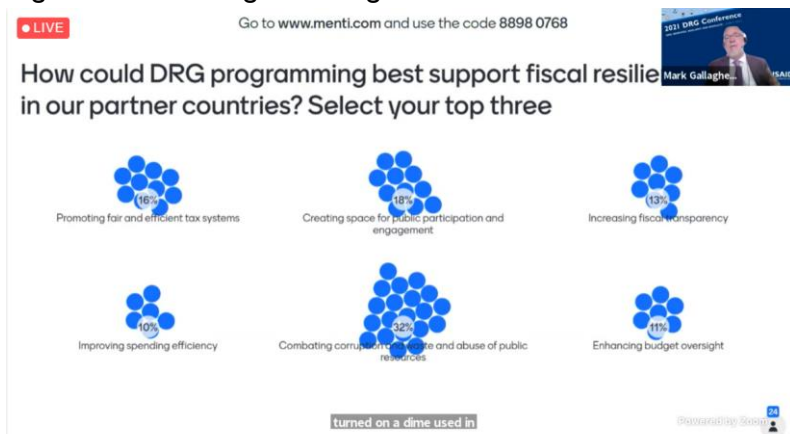 LIVE
Go to www.menti.com and use the code 8898 0768
2021 DRG Conference
How could DRG programming best support fiscal resilie
Mark Gallaghe...
USAID
in our partner countries? Select your top three
16%
Promoting fair and efficient tax systems
18%
Creating space for public participation and
engagement
13%
Increasing fiscal transparency
10%
Improving spending efficiency
32%
Combating corruption and waste and abuse of public
resources
11%
Enhancing budget oversight
turned on a dime used in
24
Powered by Zoom